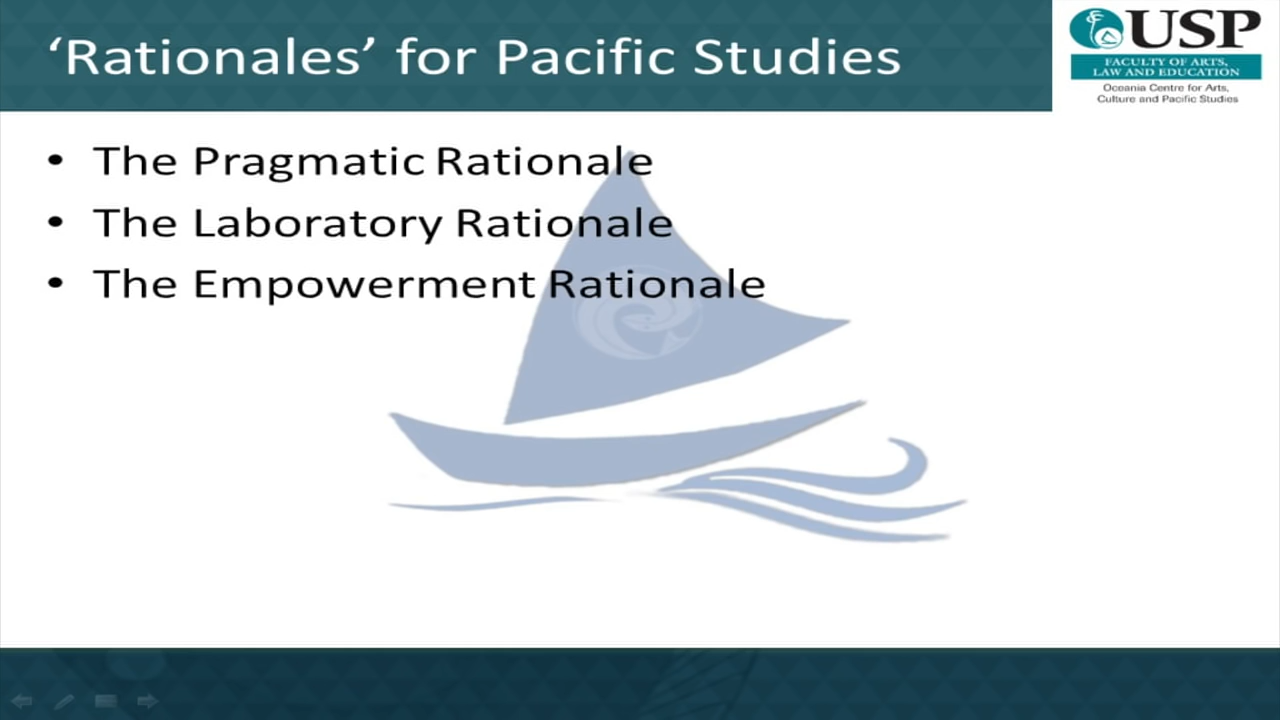 ‘Rationales’ for Pacific Studies
USP
FACULTY OF ARTS,
LAW AND EDUCATION
Oceania Centre for Arts,
Culture and Pacific Studies
• The Pragmatic Rationale
• The Laboratory Rationale
• The Empowerment Rationale